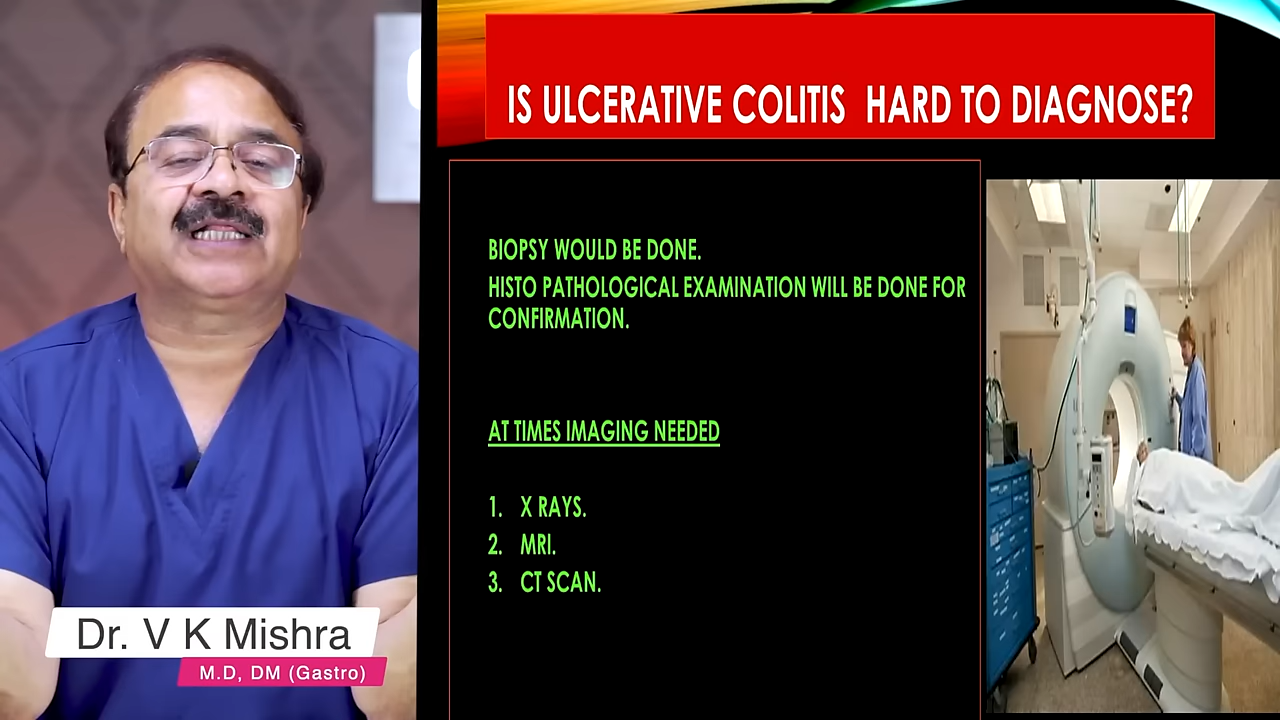 IS ULCERATIVE COLITIS HARD TO DIAGNOSE?
BIOPSY WOULD BE DONE.
HISTO PATHOLOGICAL EXAMINATION WILL BE DONE FOR
CONFIRMATION.
AT TIMES IMAGING NEEDED
1. X RAYS.
2. MRI.
3. CT SCAN.
Dr. V K Mishra
M.D, DM (Gastro)